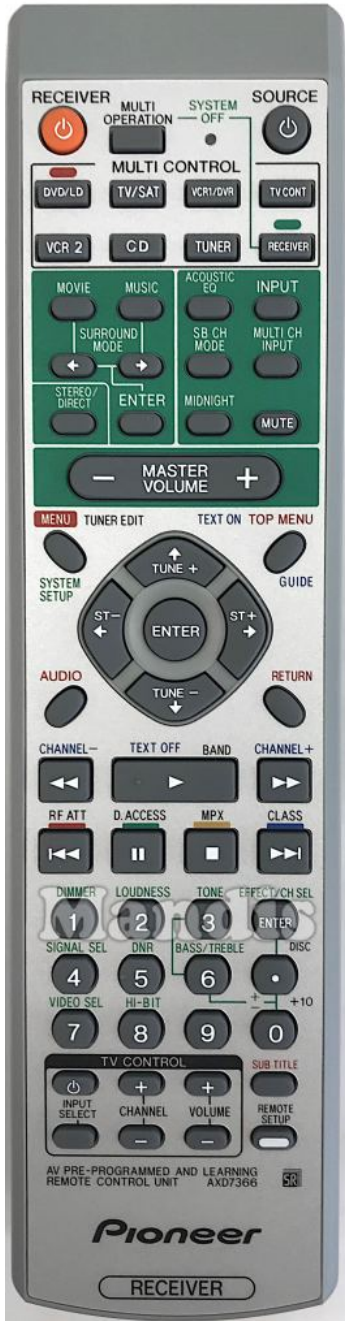 RECEIVER MULTI OPERATION SYSTEM OFF SOURCE
MULTI CONTROL
DVD/LD TV/SAT VCR1/DVR TV CONT
VCR 2 CD TUNER RECEIVER
MOVIE MUSIC ACOUSTIC EQ INPUT
SURROUND MODE SB CH MODE MULTI CH INPUT
STEREO/DIRECT ENTER MIDNIGHT MUTE
− MASTER VOLUME +
MENU TUNER EDIT TEXT ON TOP MENU
SYSTEM SETUP TUNE + GUIDE
ST− ENTER ST+
AUDIO TUNE − RETURN
CHANNEL− TEXT OFF BAND CHANNEL+
RF ATT D.ACCESS MPX CLASS
DIMMER LOUDNESS TONE EFFECT/CH SEL
1 2 3 ENTER
Mandis
SIGNAL SEL DNR BASS/TREBLE DISC
4 5 6 •
VIDEO SEL HI-BIT + − +10
7 8 9 0
TV CONTROL SUB TITLE
+ +
INPUT SELECT CHANNEL VOLUME REMOTE SETUP
− −
AV PRE-PROGRAMMED AND LEARNING
REMOTE CONTROL UNIT AXD7366 SR
Pioneer
RECEIVER